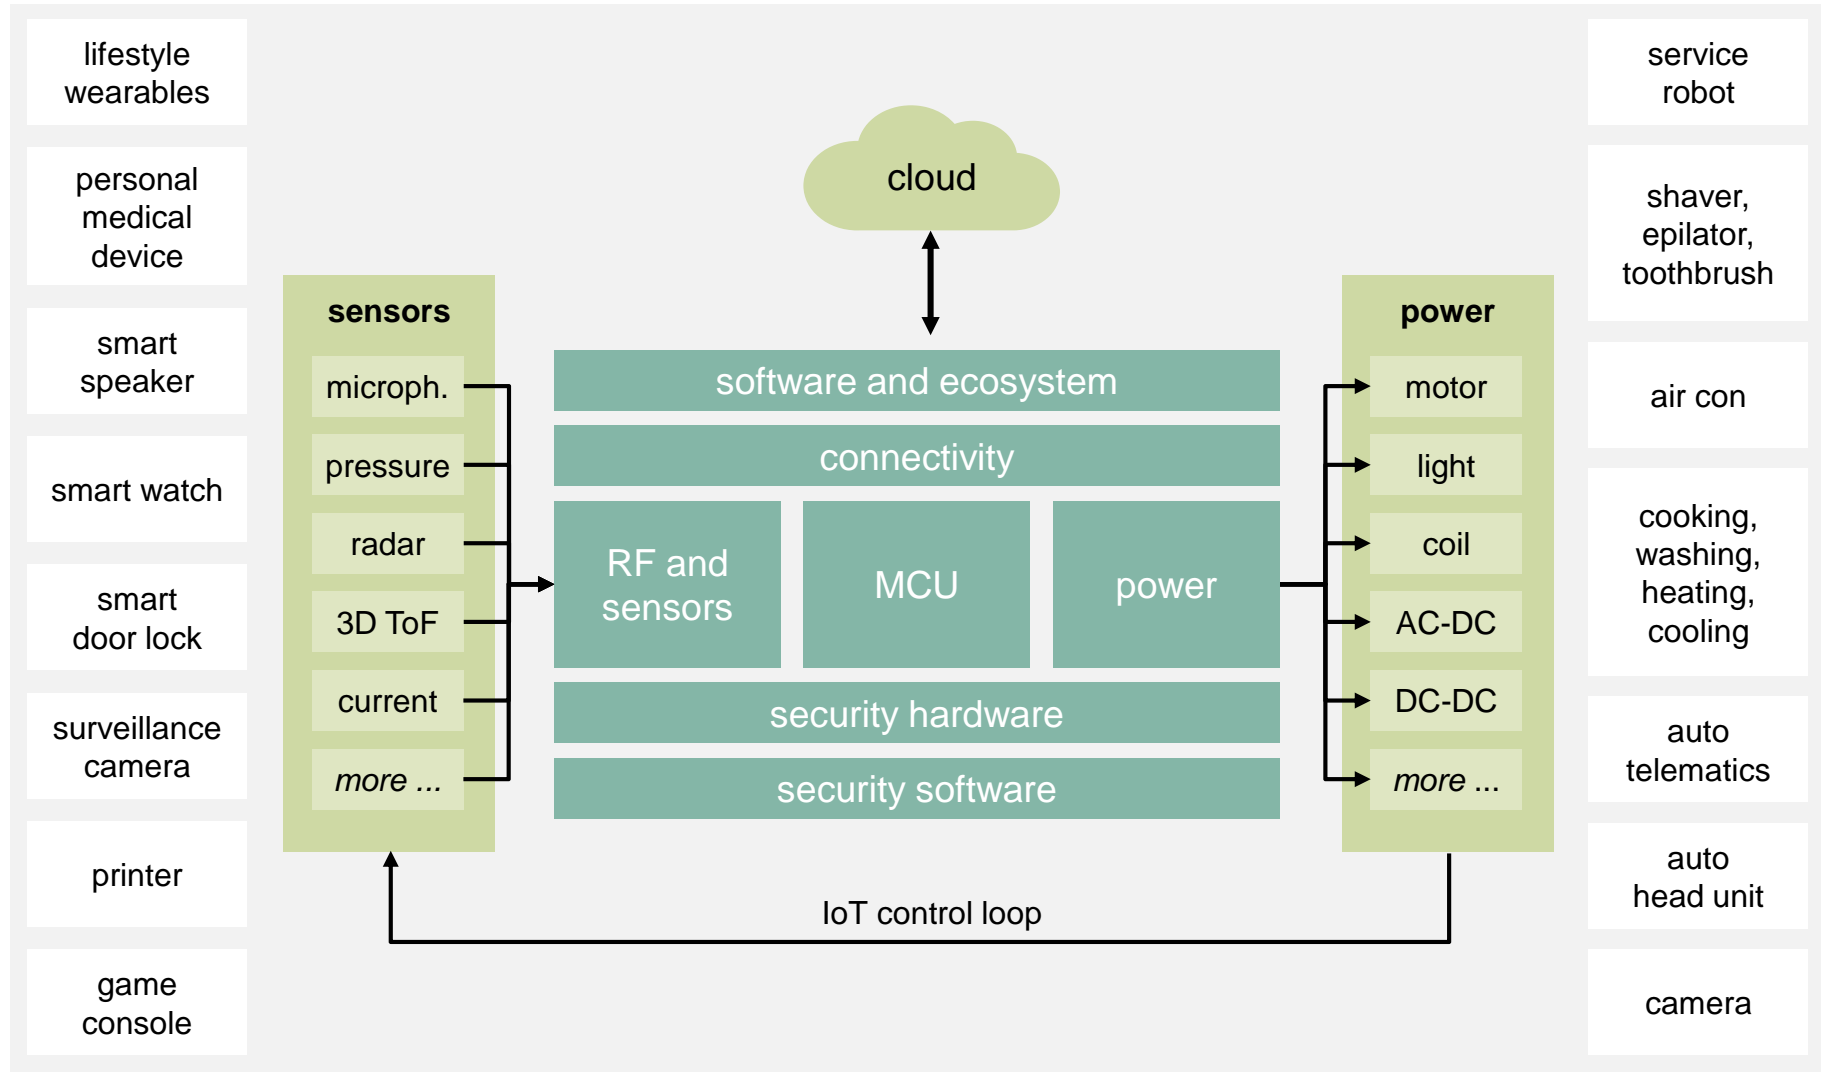 lifestyle
wearables
personal
medical
device
smart
speaker
smart watch
smart
door lock
surveillance
camera
printer
game
console
sensors
microph.
pressure
radar
3D ToF
current
more ...
cloud
software and ecosystem
connectivity
RF and
sensors
MCU
power
security hardware
security software
IoT control loop
power
motor
light
coil
AC-DC
DC-DC
more ...
service
robot
shaver,
epilator,
toothbrush
air con
cooking,
washing,
heating,
cooling
auto
telematics
auto
head unit
camera